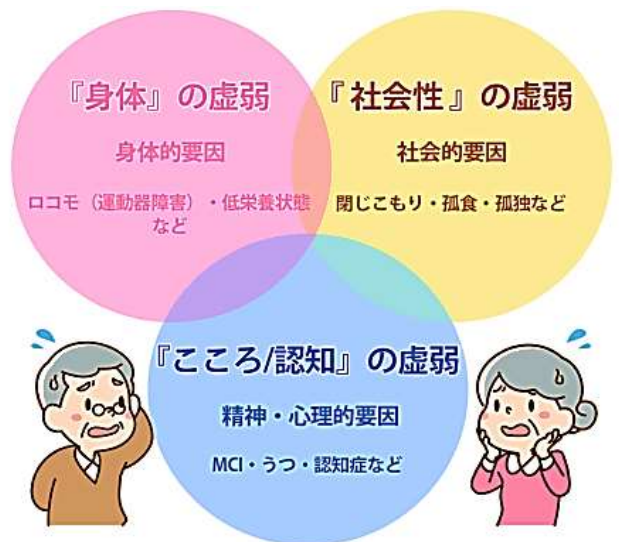 『身体』の虚弱
身体的要因
ロコモ（運動器障害）・低栄養状態
など
『社会性』の虚弱
社会的要因
閉じこもり・孤食・孤独など
『こころ/認知』の虚弱
精神・心理的要因
MCI・うつ・認知症など